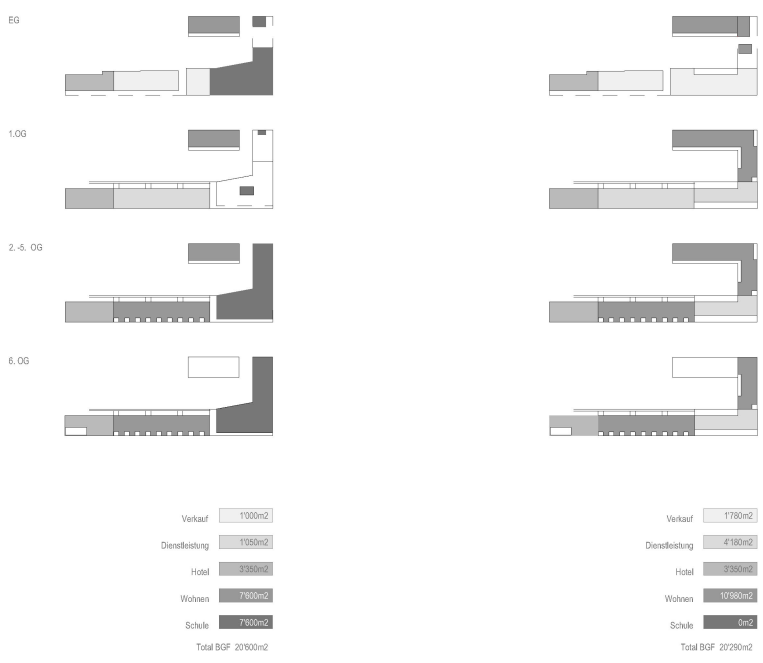 EG
1.OG
2. -5. OG
6. OG
Verkauf 1'000m2
Dienstleistung 1'050m2
Hotel 3'350m2
Wohnen 7'600m2
Schule 7'600m2
Total BGF 20'600m2
Verkauf 1'780m2
Dienstleistung 4'180m2
Hotel 3'350m2
Wohnen 10'980m2
Schule 0m2
Total BGF 20'290m2